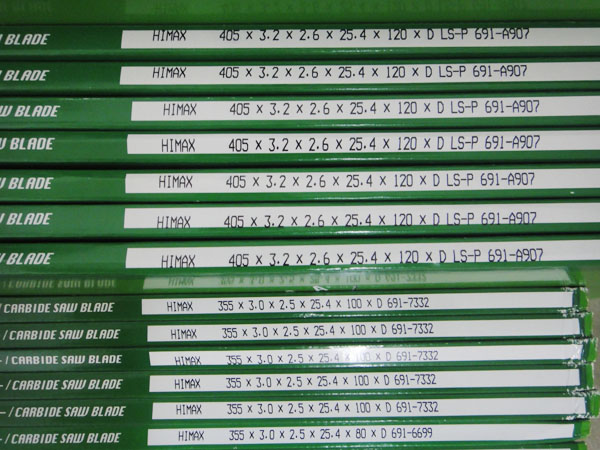 BLADE HIMAX 405 × 3.2 × 2.6 × 25.4 × 120 × D LS-P 691-A907
BLADE HIMAX 405 × 3.2 × 2.6 × 25.4 × 120 × D LS-P 691-A907
BLADE HIMAX 405 × 3.2 × 2.6 × 25.4 × 120 × D LS-P 691-A907
BLADE HIMAX 405 × 3.2 × 2.6 × 25.4 × 120 × D LS-P 691-A907
BLADE HIMAX 405 × 3.2 × 2.6 × 25.4 × 120 × D LS-P 691-A907
BLADE HIMAX 405 × 3.2 × 2.6 × 25.4 × 120 × D LS-P 691-A907
BLADE HIMAX 405 × 3.2 × 2.6 × 25.4 × 120 × D LS-P 691-A907
/ CARBIDE SAW BLADE HIMAX
/ CARBIDE SAW BLADE HIMAX 355 × 3.0 × 2.5 × 25.4 × 100 × D 691-7332
/ CARBIDE SAW BLADE HIMAX 355 × 3.0 × 2.5 × 25.4 × 100 × D 691-7332
- / CARBIDE SAW BLADE HIMAX 355 × 3.0 × 2.5 × 25.4 × 100 × D 691-7332
- / CARBIDE SAW BLADE HIMAX 355 × 3.0 × 2.5 × 25.4 × 100 × D 691-7332
- / CARBIDE SAW BLADE HIMAX 355 × 3.0 × 2.5 × 25.4 × 100 × D 691-7332
- / CARBIDE SAW BLADE HIMAX 355 × 3.0 × 2.5 × 25.4 × 80 × D 691-6699